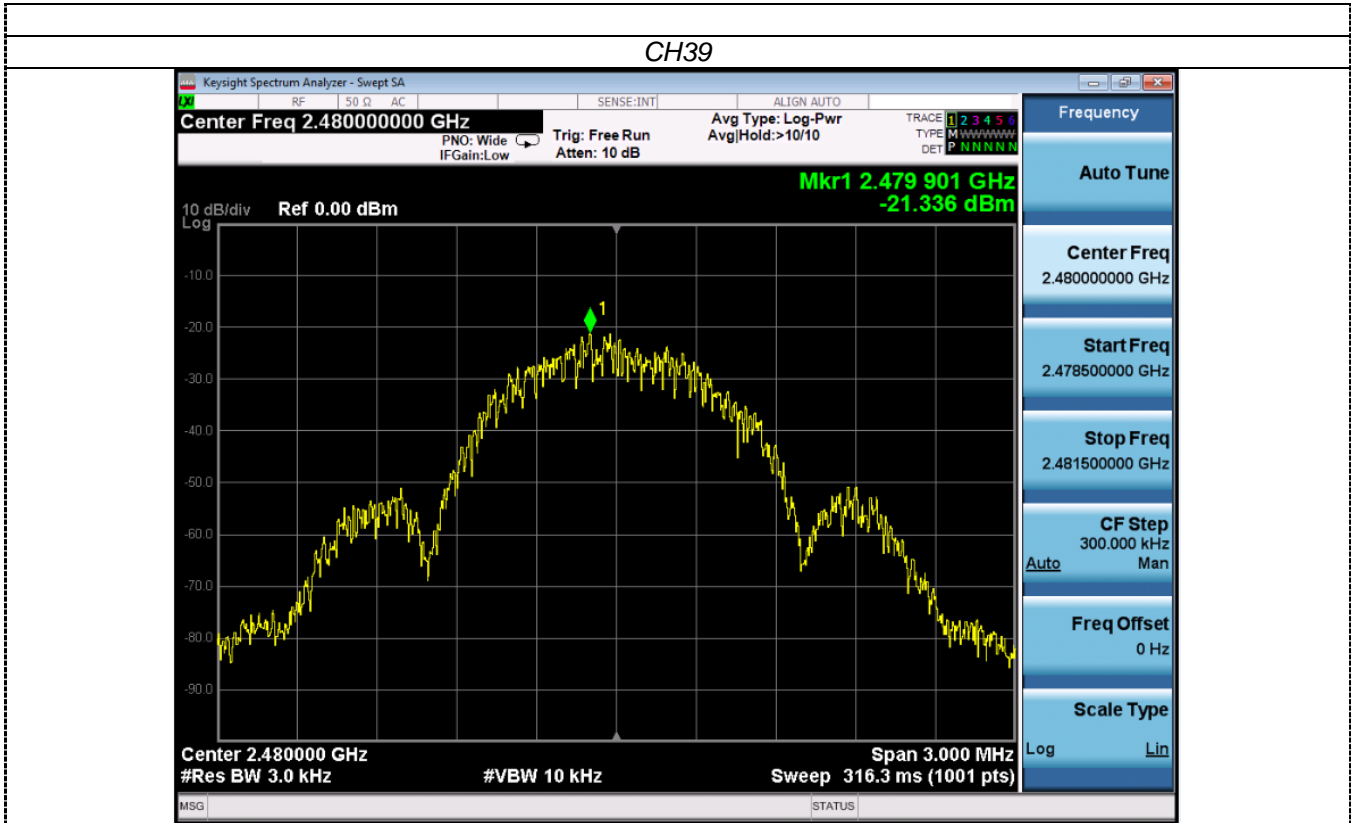 CH39
Keysight Spectrum Analyzer - Swept SA
LXI RF 50 Ω AC SENSE:INT ALIGN AUTO
Center Freq 2.480000000 GHz
PNO: Wide
IFGain:Low
Trig: Free Run
Atten: 10 dB
Avg Type: Log-Pwr
Avg|Hold:>10/10
TRACE 1 2 3 4 5 6
TYPE M WWWWW
DET P N N N N N
Mkr1 2.479 901 GHz
-21.336 dBm
10 dB/div Ref 0.00 dBm
Log
-10.0
-20.0
-30.0
-40.0
-50.0
-60.0
-70.0
-80.0
-90.0
1
Center 2.480000 GHz Span 3.000 MHz
#Res BW 3.0 kHz #VBW 10 kHz Sweep 316.3 ms (1001 pts)
MSG STATUS
Frequency
Auto Tune
Center Freq
2.480000000 GHz
Start Freq
2.478500000 GHz
Stop Freq
2.481500000 GHz
CF Step
300.000 kHz
Auto Man
Freq Offset
0 Hz
Scale Type
Log Lin